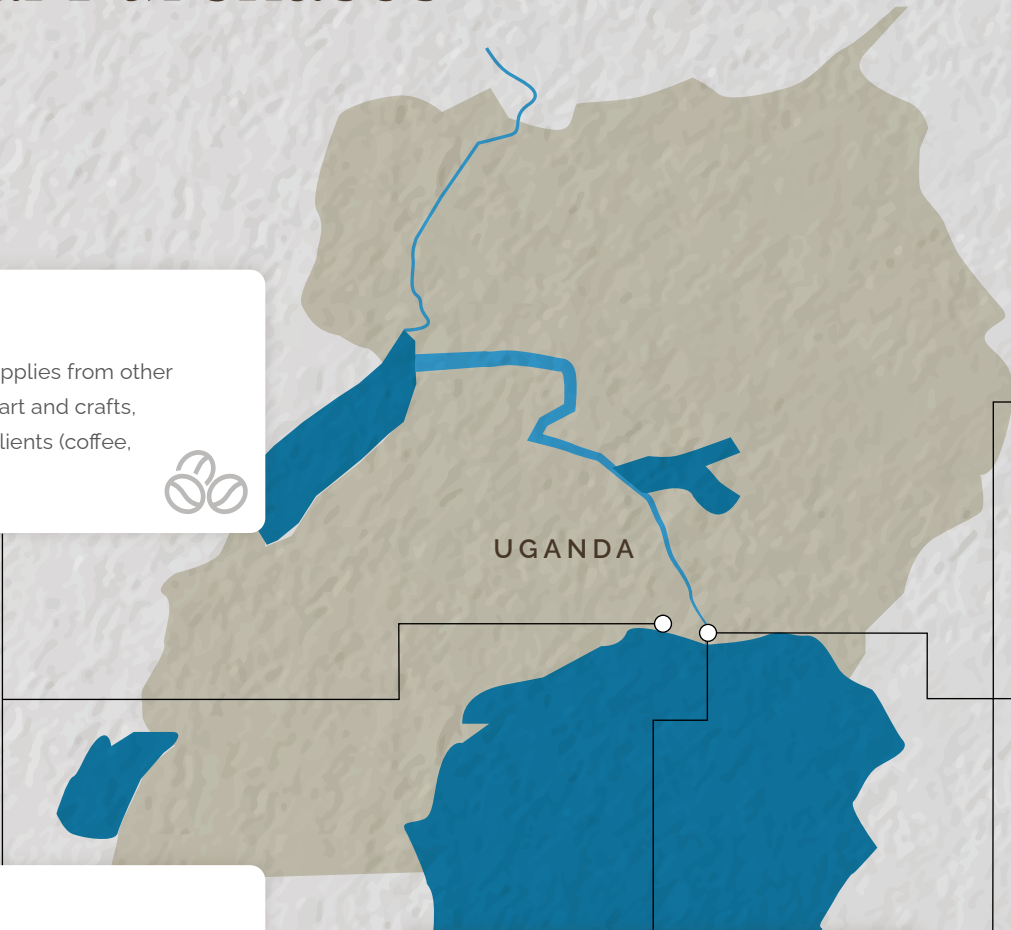 pplies from other
art and crafts,
lients (coffee,
UGANDA